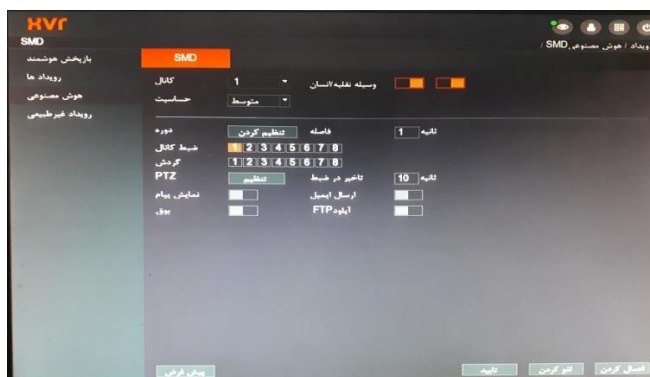 XVr
SMD
رویداد / هوش مصنوعی SMD /
بازپخش هوشمند
رویداد ها
هوش مصنوعی
رویداد غیر طبیعی
SMD
کانال 1 وسیله نقلیه/انسان
حساسیت متوسط
دوره تنظیم کردن فاصله 1 ثانیه
ضبط کانال 1 2 3 4 5 6 7 8
گردش 1 2 3 4 5 6 7 8
PTZ تنظیم تاخیر در ضبط 10 ثانیه
نمایش پیام ارسال ایمیل
بوق آپلود FTP
پیش فرض تایید لغو کردن اعمال کردن